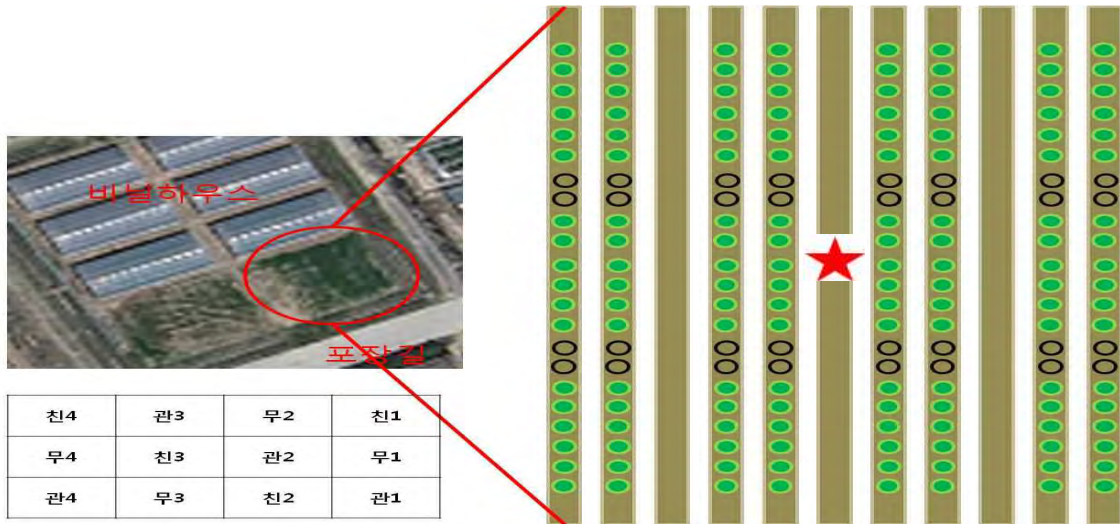 비닐하우스
포장길
친4 관3 무2 친1
무4 친3 관2 무1
관4 무3 친2 관1